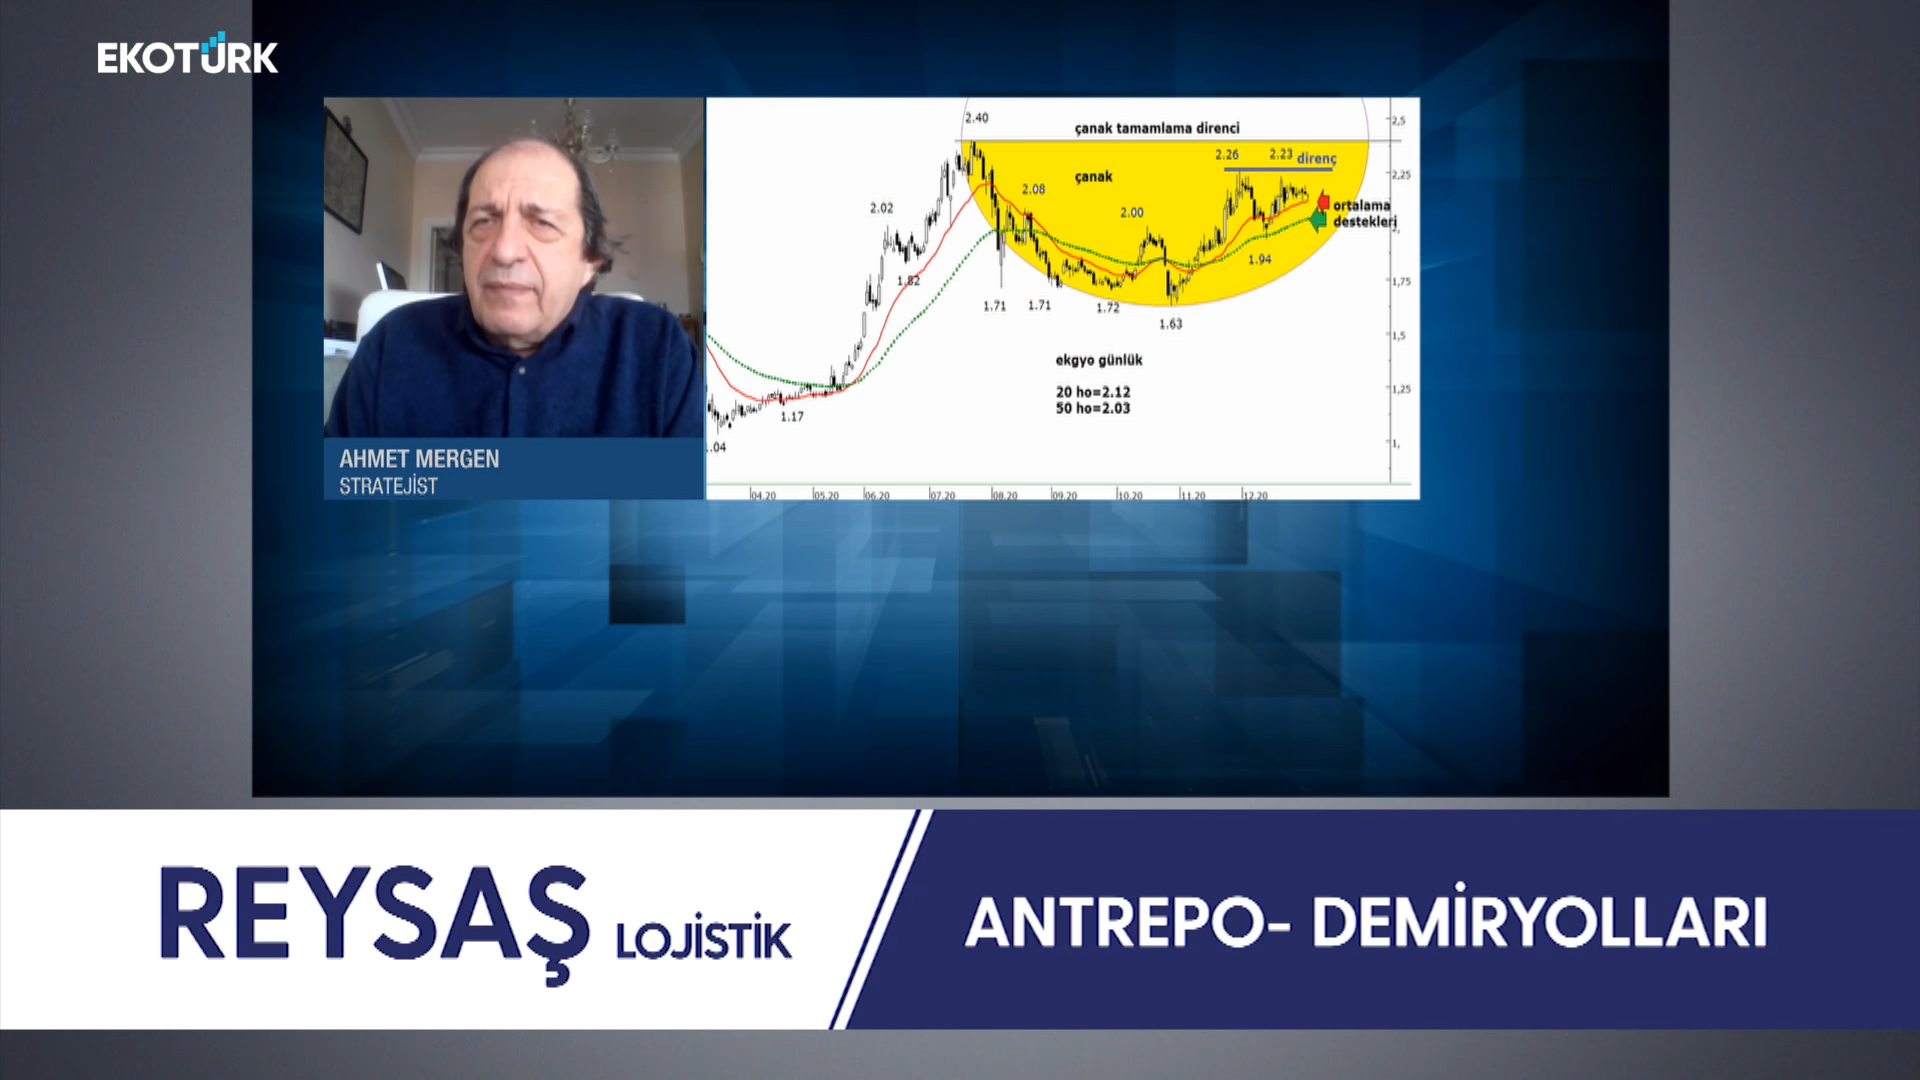 EKOTÜRK
2.40
çanak tamamlama direnci
2.26
2.23
direnç
çanak
2.08
2.02
2.00
ortalama
destekleri
1.82
1.94
1.71
1.71
1.72
1.63
ekgyo günlük
20 ho=2.12
50 ho=2.03
1.17
.04
2,5
2,25
2,
1,75
1,5
1,25
1,
04.20
05.20
06.20
07.20
08.20
09.20
10.20
11.20
12.20
AHMET MERGEN
STRATEJİST
REYSAŞ LOJİSTİK
ANTREPO- DEMİRYOLLARI